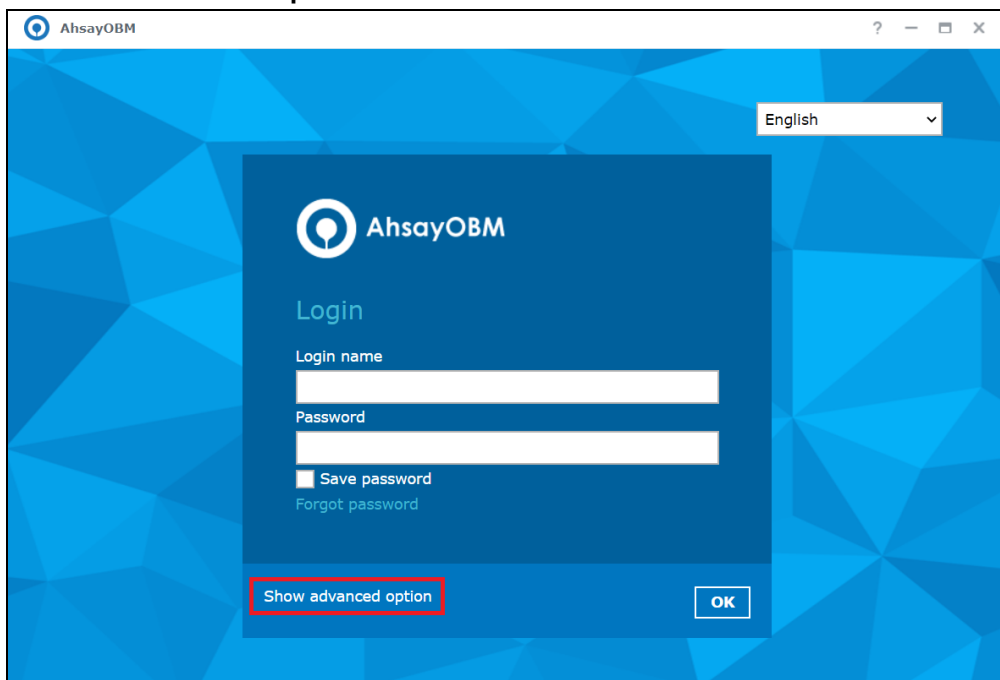 AhsayOBM
?
English
AhsayOBM
Login
Login name
Password
Save password
Forgot password
Show advanced option
OK